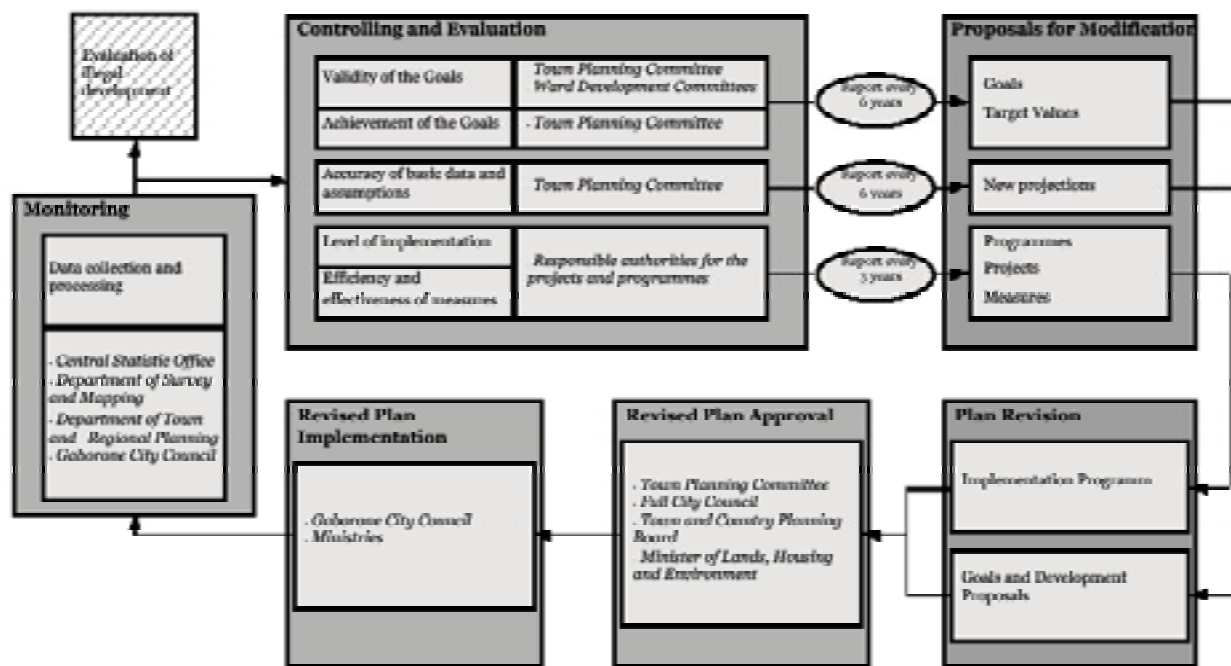 Evaluation of
illegal
development
Controlling and Evaluation
Validity of the Goals
Town Planning Committee
Ward Development Committees
Achievement of the Goals
- Town Planning Committee
Accuracy of basic data and
assumptions
Town Planning Committee
Level of implementation
Efficiency and
effectiveness of measures
Responsible authorities for the
projects and programmes
Report every
6 years
Report every
6 years
Report every
3 years
Proposals for Modification
Goals
Target Values
New projections
Programmes
Projects
Measures
Monitoring
Data collection and
processing
- Central Statistic Office
- Department of Survey
and Mapping
- Department of Town
and Regional Planning
- Gaborone City Council
Revised Plan
Implementation
- Gaborone City Council
- Ministries
Revised Plan Approval
- Town Planning Committee
- Full City Council
- Town and Country Planning
Board
Minister of Lands, Housing
and Environment
Plan Revision
Implementation Programm
Goals and Development
Proposals